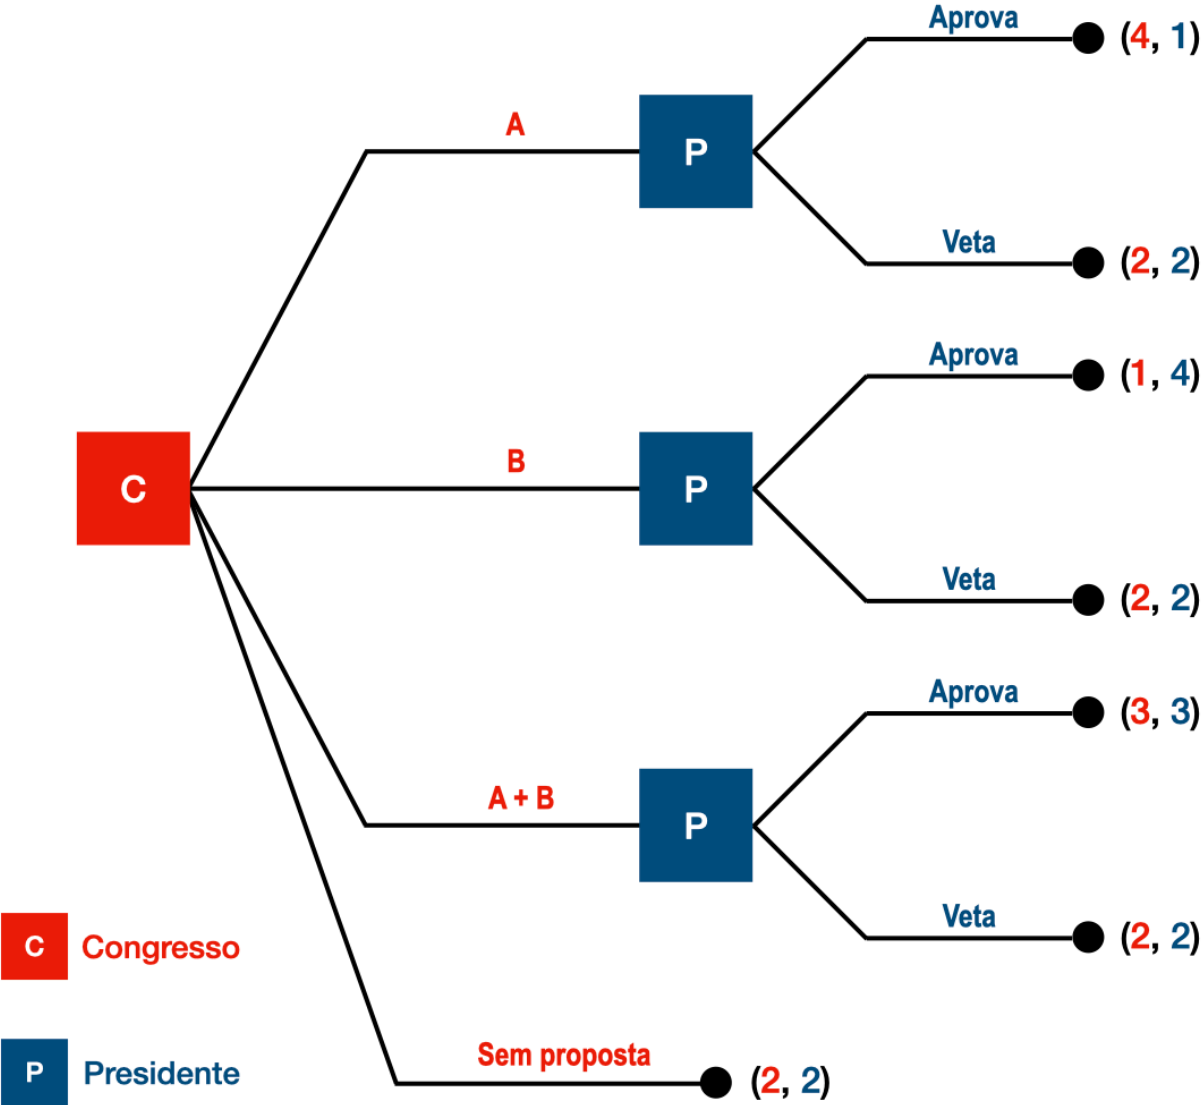 Aprova
(4, 1)
A
P
Veta
(2, 2)
Aprova
(1, 4)
C
B
P
Veta
(2, 2)
Aprova
(3, 3)
A + B
P
Veta
(2, 2)
C Congresso
Sem proposta
(2, 2)
P Presidente